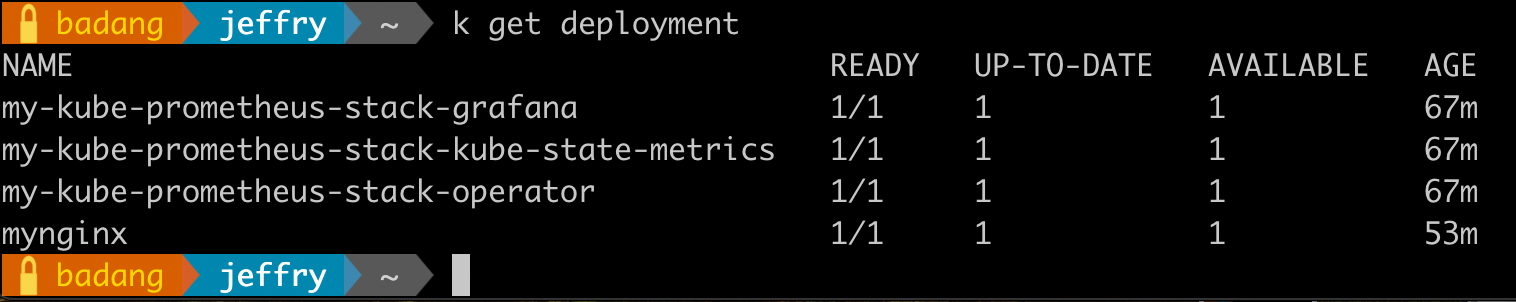 badang jeffry ~ k get deployment
NAME READY UP-TO-DATE AVAILABLE AGE
my-kube-prometheus-stack-grafana 1/1 1 1 67m
my-kube-prometheus-stack-kube-state-metrics 1/1 1 1 67m
my-kube-prometheus-stack-operator 1/1 1 1 67m
mynginx 1/1 1 1 53m
badang jeffry ~